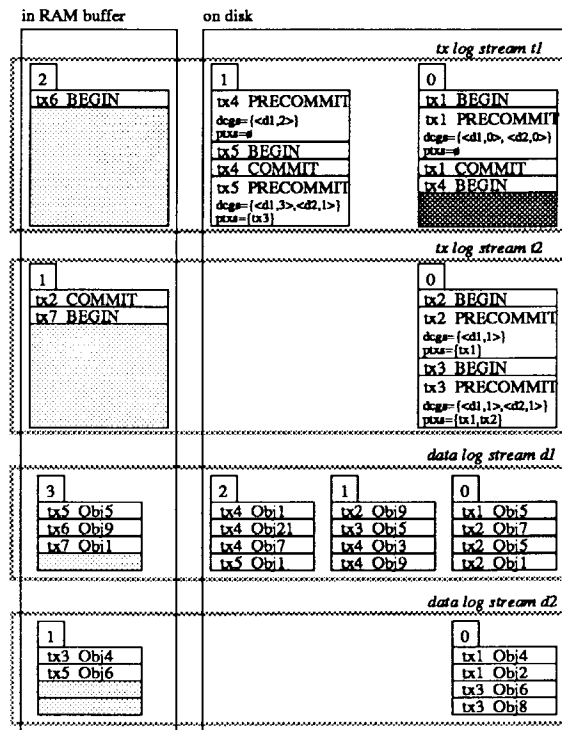 in RAM buffer
on disk
tx log stream t1
2
tx6 BEGIN
1
tx4 PRECOMMIT
dcgs={<d1,2>}
ptxs=ø
tx5 BEGIN
tx4 COMMIT
tx5 PRECOMMIT
dcgs={<d1,3>,<d2,1>}
ptxs={tx3}
0
tx1 BEGIN
tx1 PRECOMMIT
dcgs={<d1,0>, <d2,0>}
ptxs=ø
tx1 COMMIT
tx4 BEGIN
tx log stream t2
1
tx2 COMMIT
tx7 BEGIN
0
tx2 BEGIN
tx2 PRECOMMIT
dcgs={<d1,1>}
ptxs={tx1}
tx3 BEGIN
tx3 PRECOMMIT
dcgs={<d1,1>,<d2,1>}
ptxs={tx1,tx2}
data log stream d1
3
tx5 Obj5
tx6 Obj9
tx7 Obj1
2
tx4 Obj1
tx4 Obj21
tx4 Obj7
tx5 Obj1
1
tx2 Obj9
tx3 Obj5
tx4 Obj3
tx4 Obj9
0
tx1 Obj5
tx2 Obj7
tx2 Obj5
tx2 Obj1
data log stream d2
1
tx3 Obj4
tx5 Obj6
0
tx1 Obj4
tx1 Obj2
tx3 Obj6
tx3 Obj8